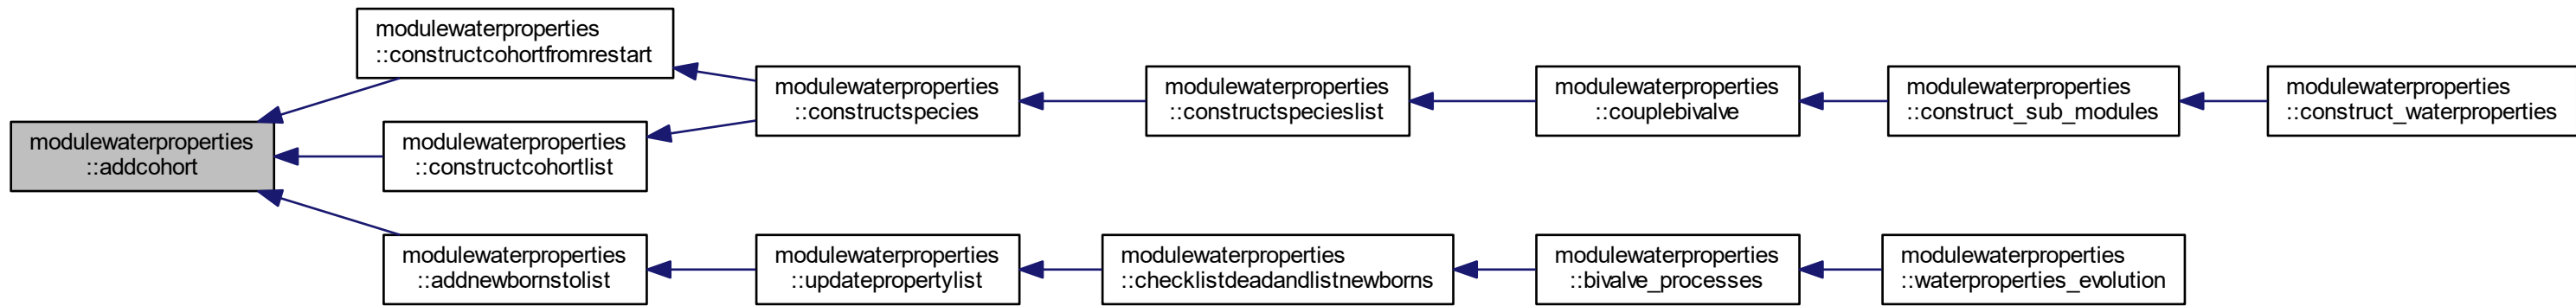 modulewaterproperties
::addcohort
modulewaterproperties
::constructcohortfromrestart
modulewaterproperties
::constructcohortlist
modulewaterproperties
::constructspecies
modulewaterproperties
::constructspecieslist
modulewaterproperties
::couplebivalve
modulewaterproperties
::construct_sub_modules
modulewaterproperties
::construct_waterproperties
modulewaterproperties
::addnewbornstolist
modulewaterproperties
::updatepropertylist
modulewaterproperties
::checklistdeadandlistnewborns
modulewaterproperties
::bivalve_processes
modulewaterproperties
::waterproperties_evolution